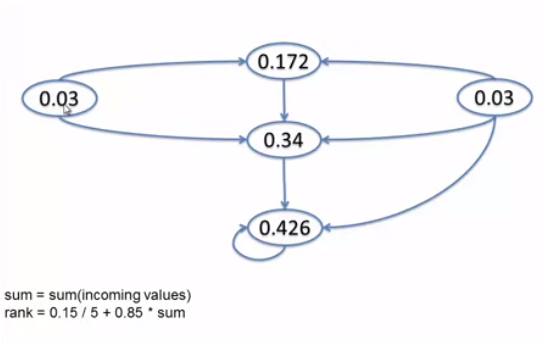 0.172
0.03
0.03
0.34
0.426
sum = sum(incoming values)
rank = 0.15 / 5 + 0.85 * sum